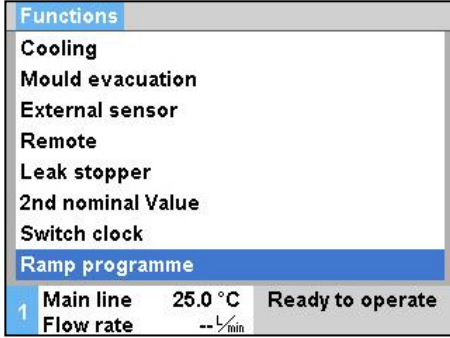 Functions
Cooling
Mould evacuation
External sensor
Remote
Leak stopper
2nd nominal Value
Switch clock
Ramp programme
1 Main line 25.0 °C Ready to operate
Flow rate --L/min